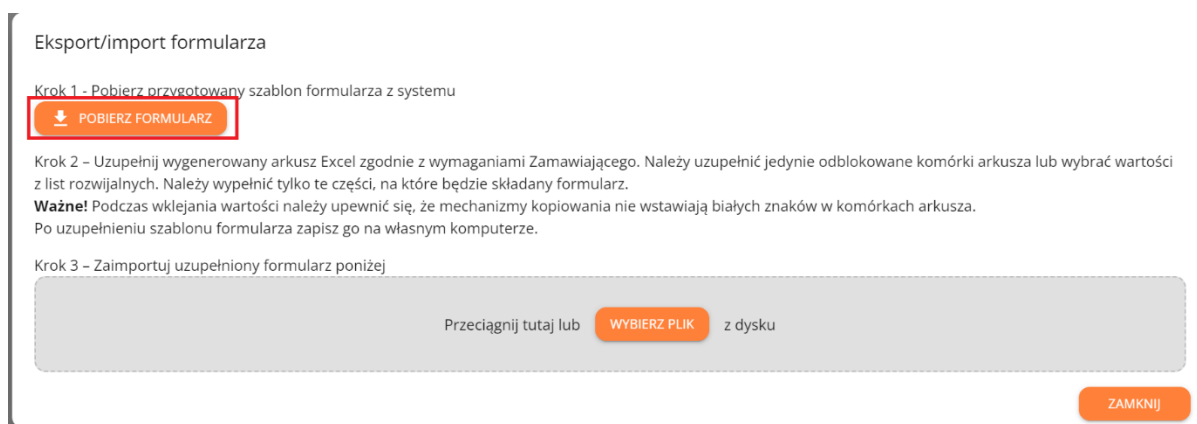 Eksport/import formularza
Krok 1 - Pobierz przygotowany szablon formularza z systemu
POBIERZ FORMULARZ
Krok 2 – Uzupełnij wygenerowany arkusz Excel zgodnie z wymaganiami Zamawiającego. Należy uzupełnić jedynie odblokowane komórki arkusza lub wybrać wartości
z list rozwijalnych. Należy wypełnić tylko te części, na które będzie składany formularz.
Ważne! Podczas wklejania wartości należy upewnić się, że mechanizmy kopiowania nie wstawiają białych znaków w komórkach arkusza.
Po uzupełnieniu szablonu formularza zapisz go na własnym komputerze.
Krok 3 – Zaimportuj uzupełniony formularz poniżej
Przeciągnij tutaj lub WYBIERZ PLIK z dysku
ZAMKNIJ